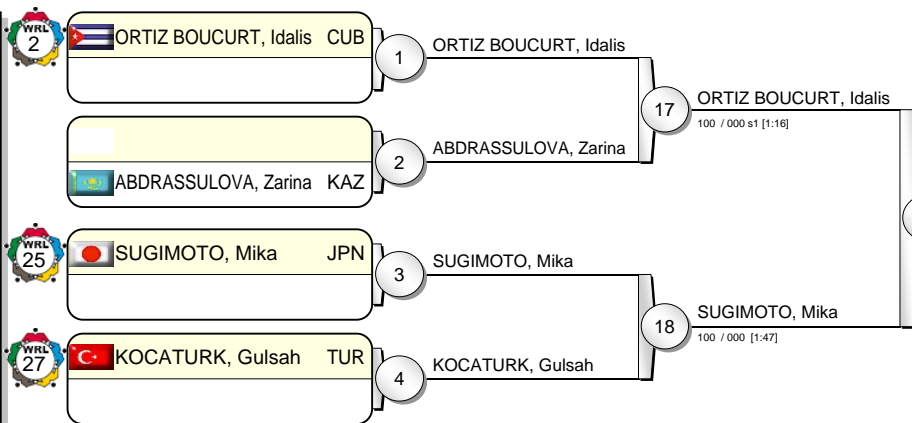 WRL
2
ORTIZ BOUCURT, Idalis CUB
1
ORTIZ BOUCURT, Idalis
17
ORTIZ BOUCURT, Idalis
100 / 000 s1 [1:16]
ABDRASSULOVA, Zarina KAZ
2
ABDRASSULOVA, Zarina
WRL
25
SUGIMOTO, Mika JPN
3
SUGIMOTO, Mika
18
SUGIMOTO, Mika
100 / 000 [1:47]
WRL
27
KOCATURK, Gulsah TUR
4
KOCATURK, Gulsah